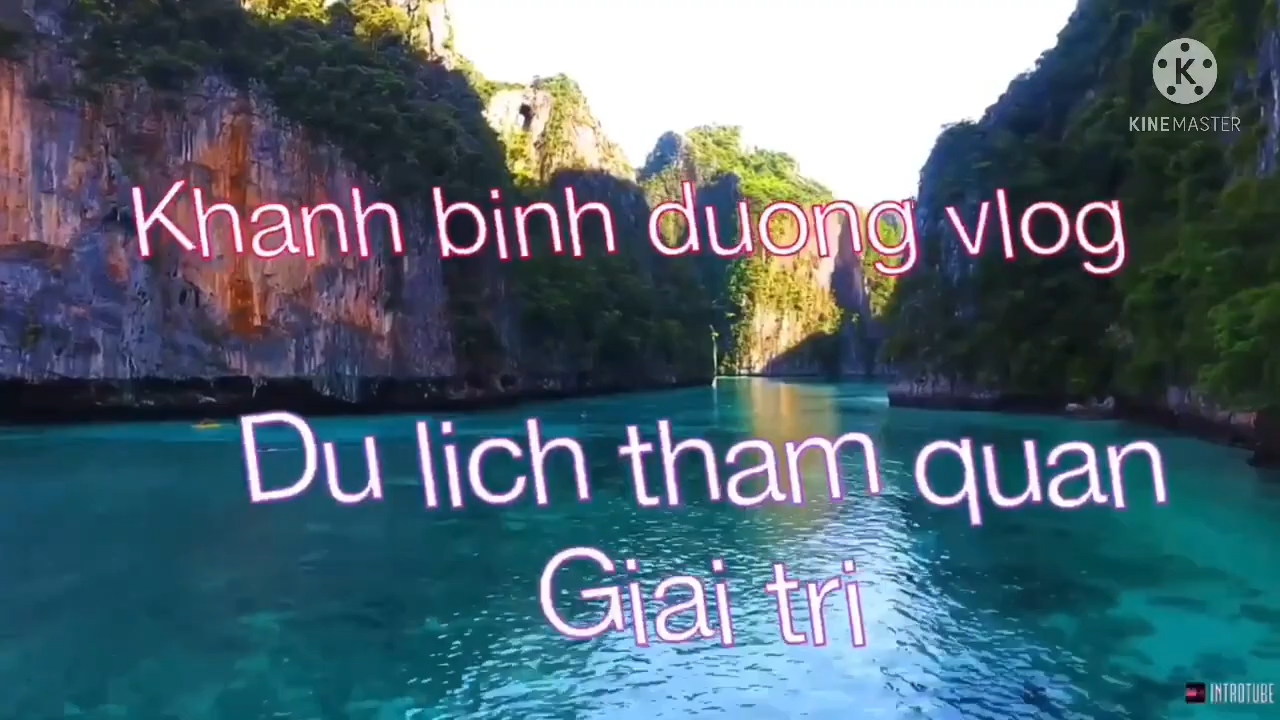 KINEMASTER
Khanh binh duong vlog
Du lich tham quan
Giai tri
INTROTUBE